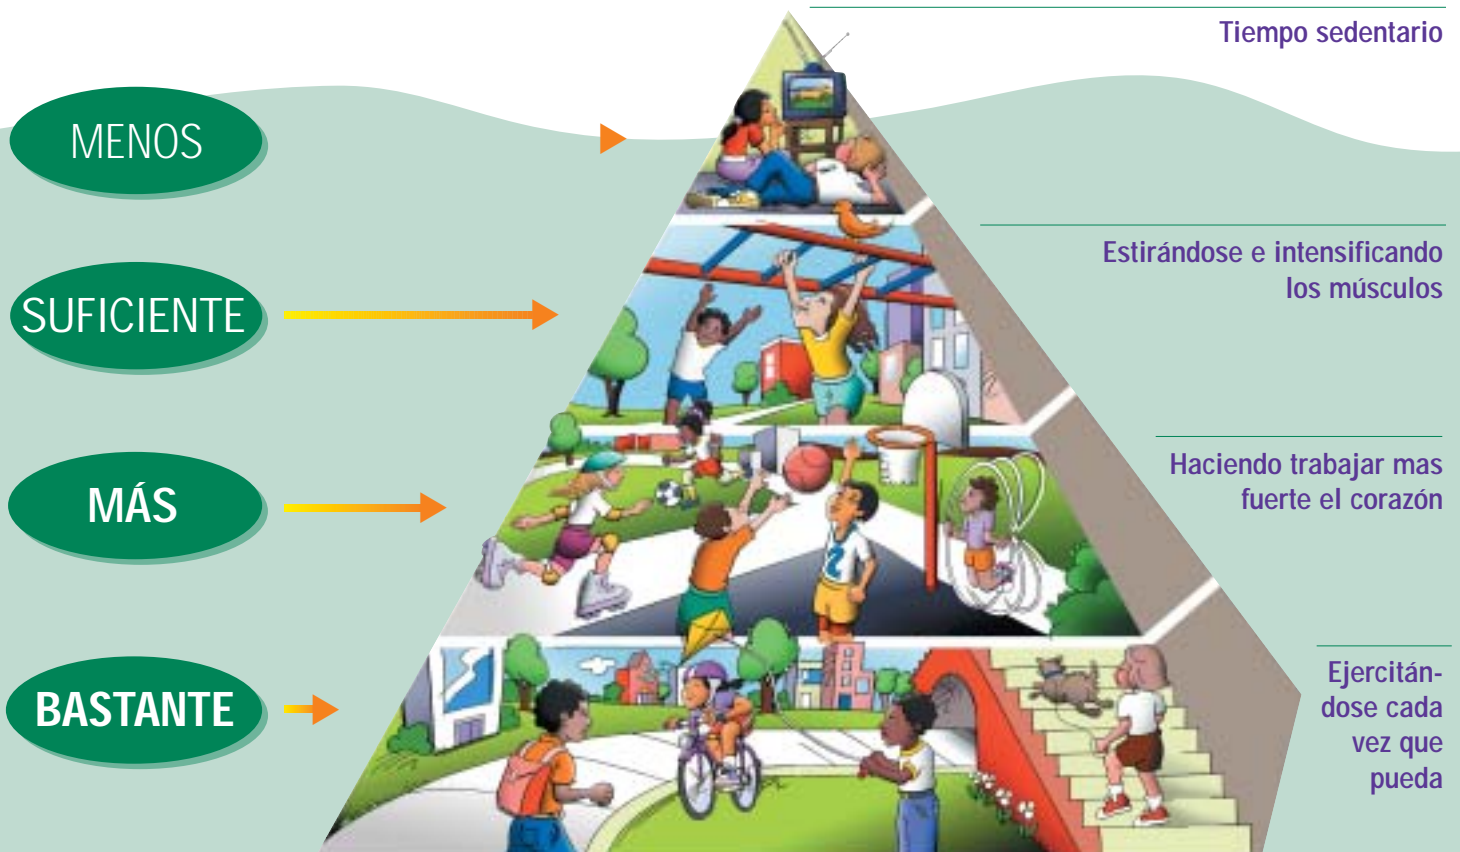 Tiempo sedentario
MENOS
Estirándose e intensificando
los músculos
SUFICIENTE
Haciendo trabajar mas
fuerte el corazón
MÁS
Ejercitán-
dose cada
vez que
pueda
BASTANTE
2